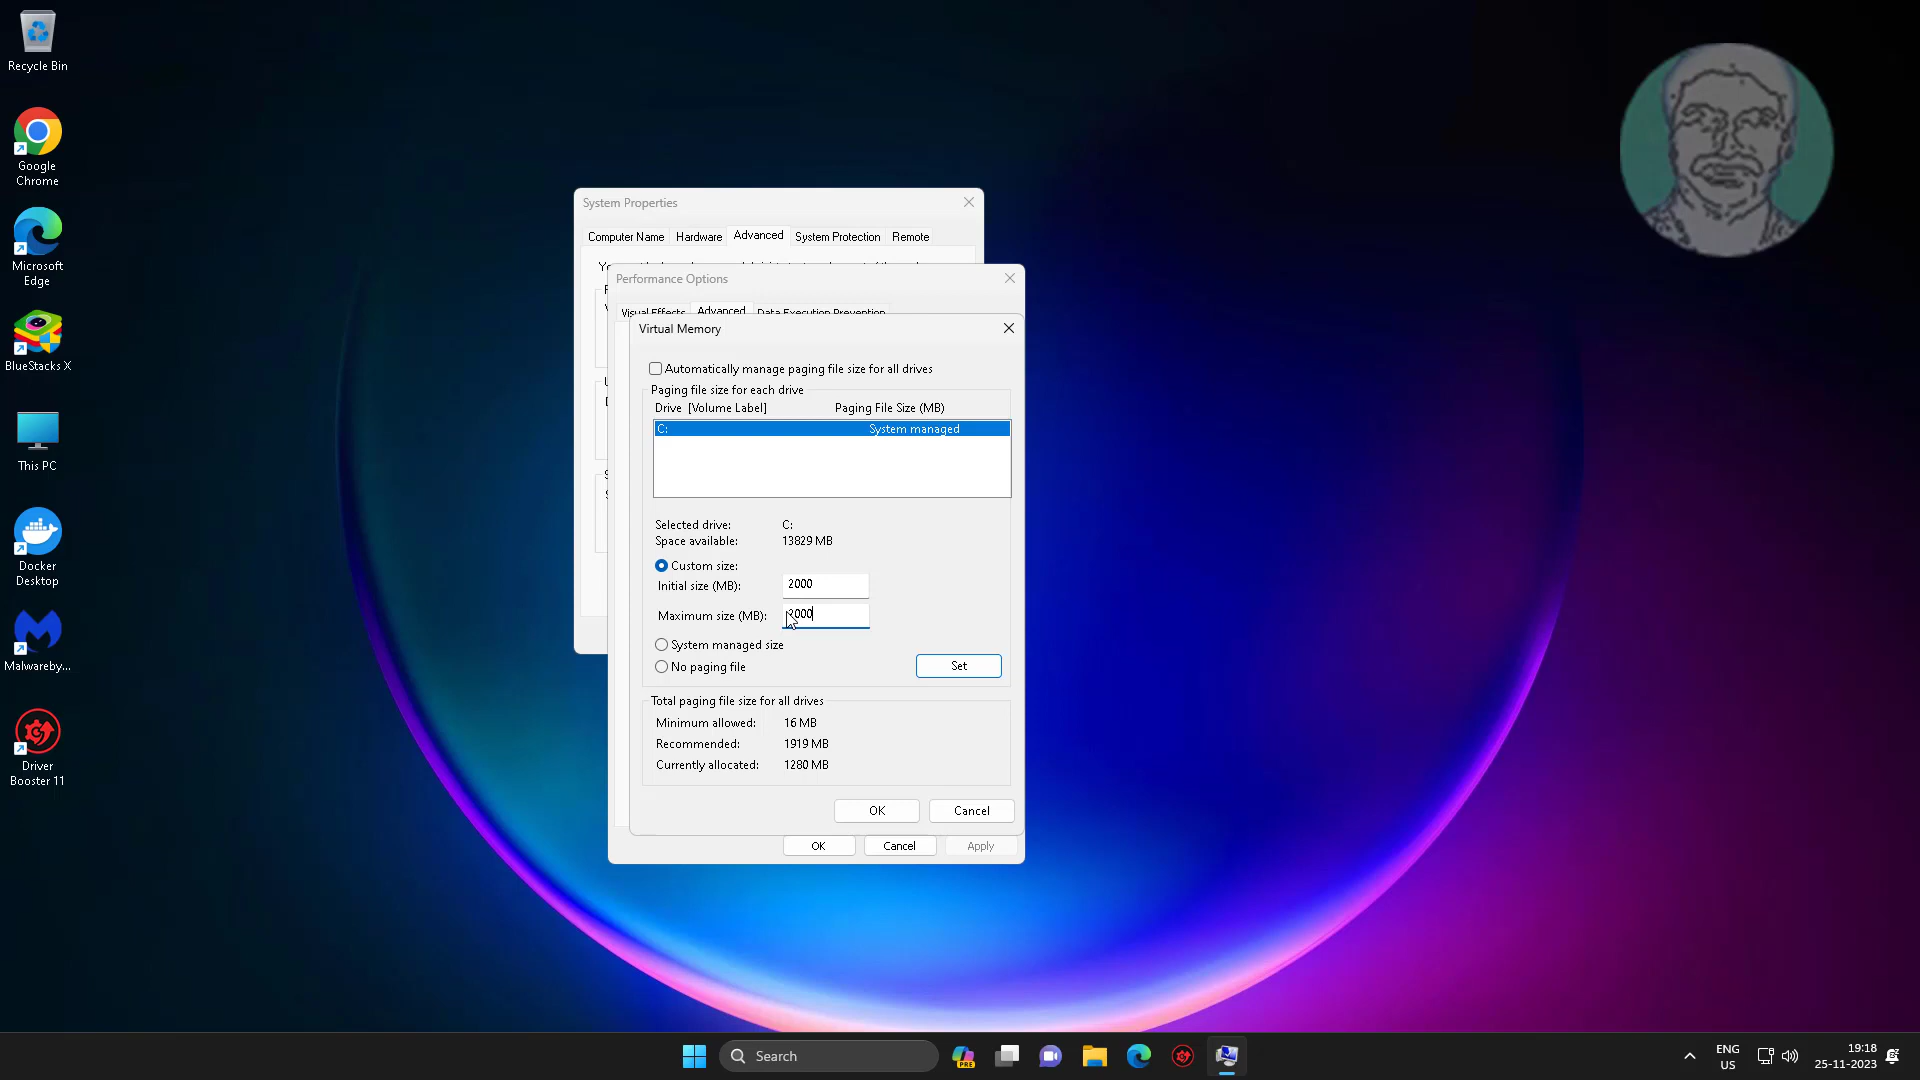 Recycle Bin
Google
Chrome
Microsoft
Edge
BlueStacks X
This PC
Docker
Desktop
Malwareby...
Driver
Booster 11
System Properties
Computer Name Hardware Advanced System Protection Remote
Performance Options
Visual Effects Advanced Data Execution Prevention
Virtual Memory
Automatically manage paging file size for all drives
Paging file size for each drive
Drive [Volume Label] Paging File Size (MB)
C: System managed
Selected drive: C:
Space available: 13829 MB
Custom size:
Initial size (MB): 2000
Maximum size (MB): 2000
System managed size
No paging file Set
Total paging file size for all drives
Minimum allowed: 16 MB
Recommended: 1919 MB
Currently allocated: 1280 MB
OK Cancel
OK Cancel Apply
Search
PRE
ENG
US
19:18
25-11-2023